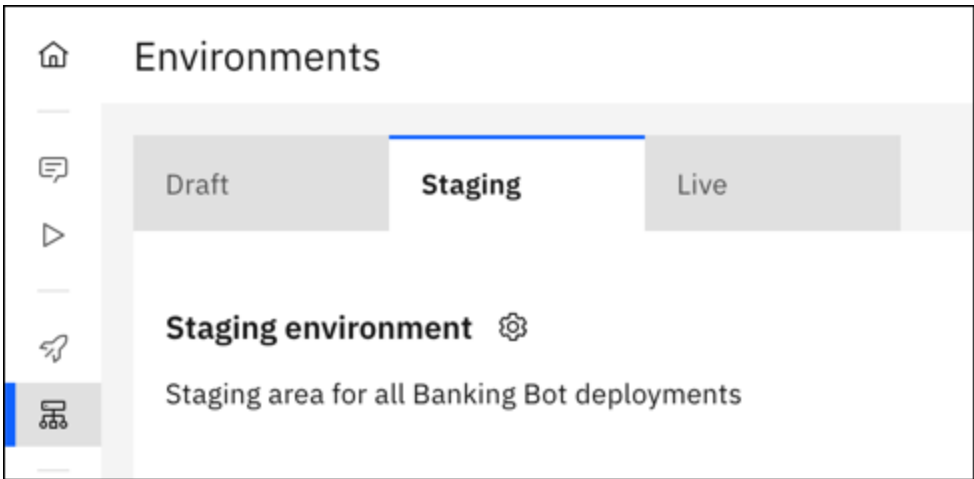 Environments
Draft
Staging
Live
Staging environment
Staging area for all Banking Bot deployments